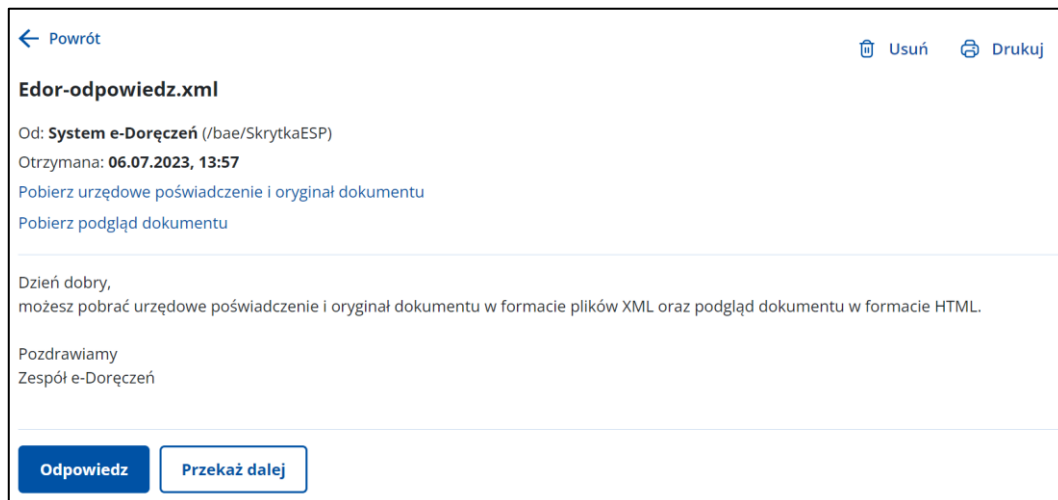 Powrót
Usuń
Drukuj
Edor-odpowiedz.xml
Od: System e-Doręczeń (/bae/SkrytkaESP)
Otrzymana: 06.07.2023, 13:57
Pobierz urzędowe poświadczenie i oryginał dokumentu
Pobierz podgląd dokumentu
Dzień dobry,
możesz pobrać urzędowe poświadczenie i oryginał dokumentu w formacie plików XML oraz podgląd dokumentu w formacie HTML.
Pozdrawiamy
Zespół e-Doręczeń
Odpowiedz
Przekaż dalej